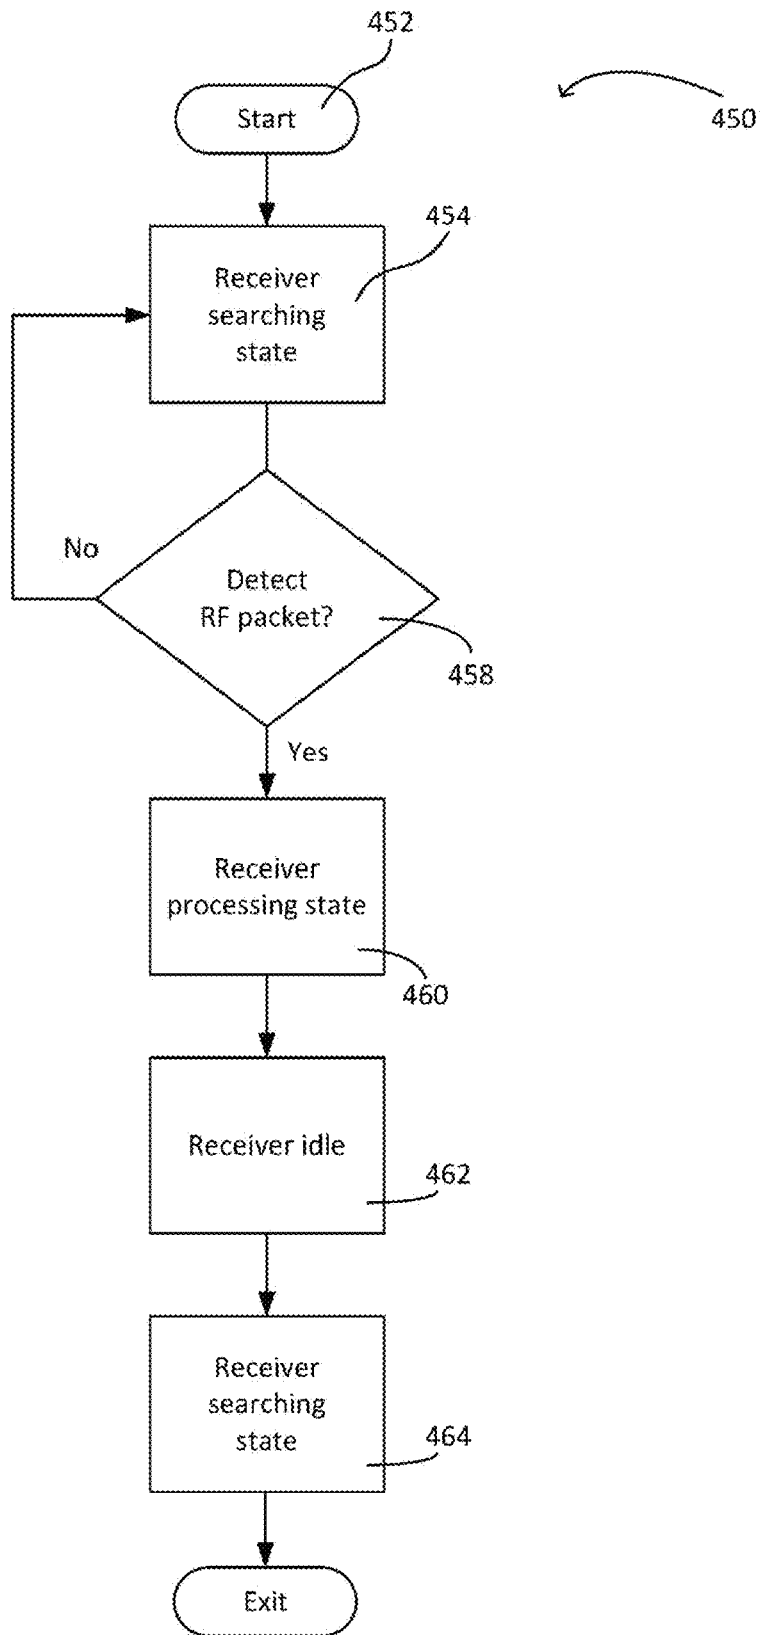 452
Start
450
454
Receiver
searching
state
No
Detect
RF packet?
458
Yes
Receiver
processing state
460
Receiver idle
462
Receiver
searching
state
464
Exit